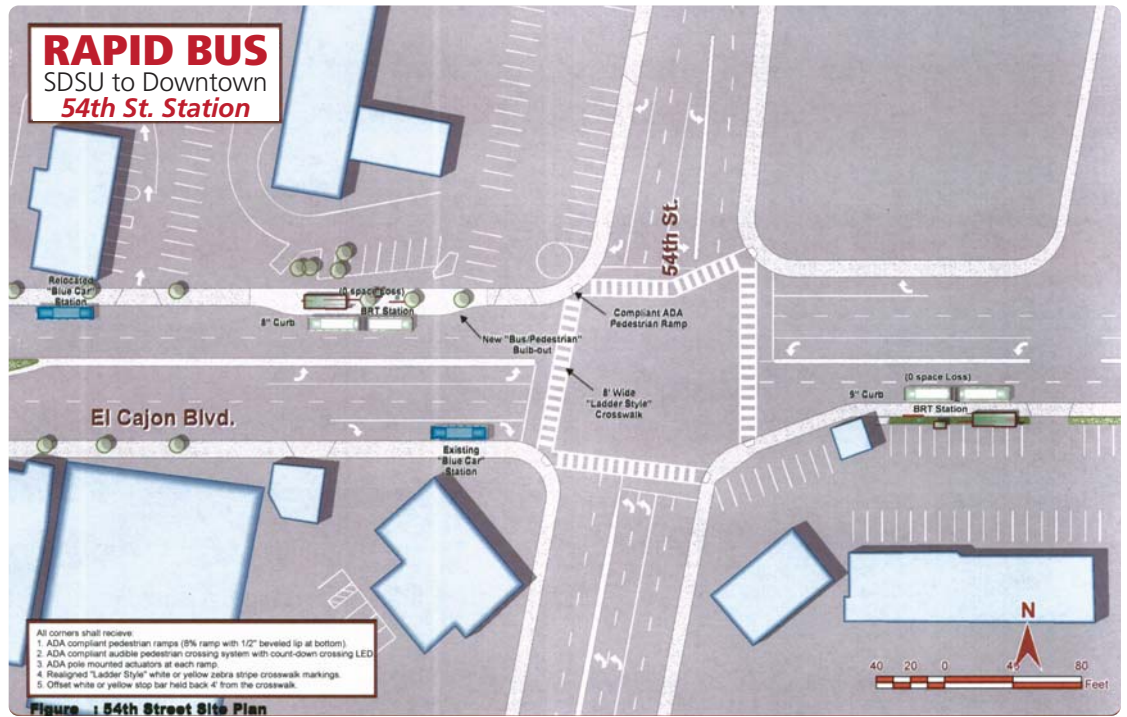 RAPID BUS
SDSU to Downtown
54th St. Station
54th St.
Relocated
"Blue Car"
Station
(0 space Loss)
BRT Station
8" Curb
New "Bus/Pedestrian"
Bulb-out
Compliant ADA
Pedestrian Ramp
8' Wide
"Ladder Style"
Crosswalk
(0 space Loss)
9" Curb
BRT Station
El Cajon Blvd.
Existing
"Blue Car"
Station
All corners shall recieve:
1. ADA compliant pedestrian ramps (8% ramp with 1/2" beveled lip at bottom).
2. ADA compliant audible pedestrian crossing system with count-down crossing LED
3. ADA pole mounted actuators at each ramp.
4. Realigned "Ladder Style" white or yellow zebra stripe crosswalk markings.
5. Offset white or yellow stop bar held back 4' from the crosswalk.
Figure : 54th Street Site Plan
N
40 20 0 40 80
Feet